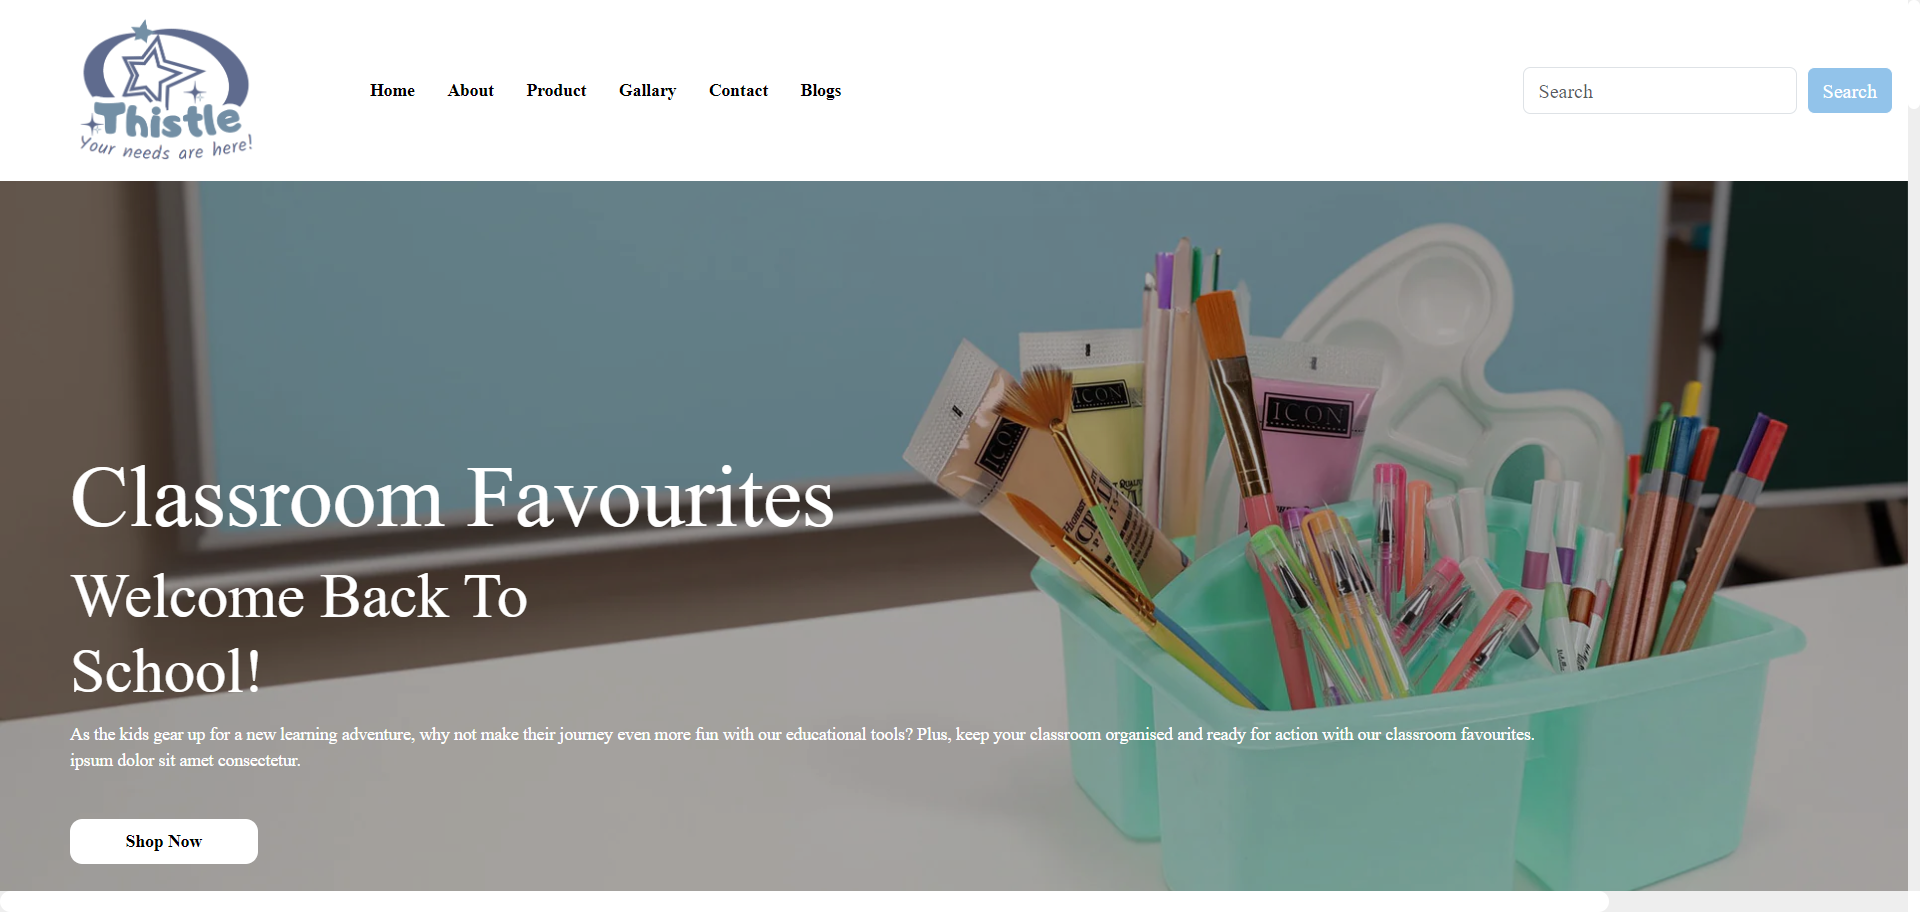 Thistle
Your needs are here!
Home About Product Gallary Contact Blogs
Search Search
ICON
ICON
ICON
Classroom Favourites
Welcome Back To
School!
As the kids gear up for a new learning adventure, why not make their journey even more fun with our educational tools? Plus, keep your classroom organised and ready for action with our classroom favourites.
ipsum dolor sit amet consectetur.
Shop Now